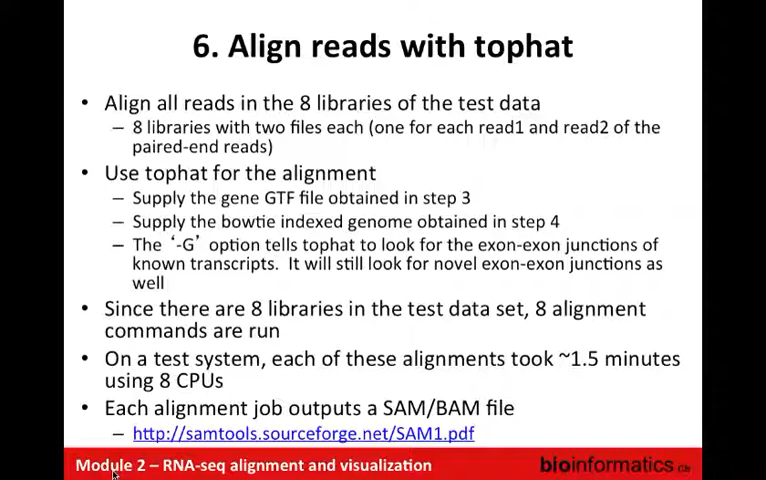 6. Align reads with tophat
• Align all reads in the 8 libraries of the test data
– 8 libraries with two files each (one for each read1 and read2 of the
paired-end reads)
• Use tophat for the alignment
– Supply the gene GTF file obtained in step 3
– Supply the bowtie indexed genome obtained in step 4
– The ‘-G’ option tells tophat to look for the exon-exon junctions of
known transcripts.  It will still look for novel exon-exon junctions as
well
• Since there are 8 libraries in the test data set, 8 alignment
commands are run
• On a test system, each of these alignments took ~1.5 minutes
using 8 CPUs
• Each alignment job outputs a SAM/BAM file
– http://samtools.sourceforge.net/SAM1.pdf
Module 2 – RNA-seq alignment and visualization
bioinformatics.ca